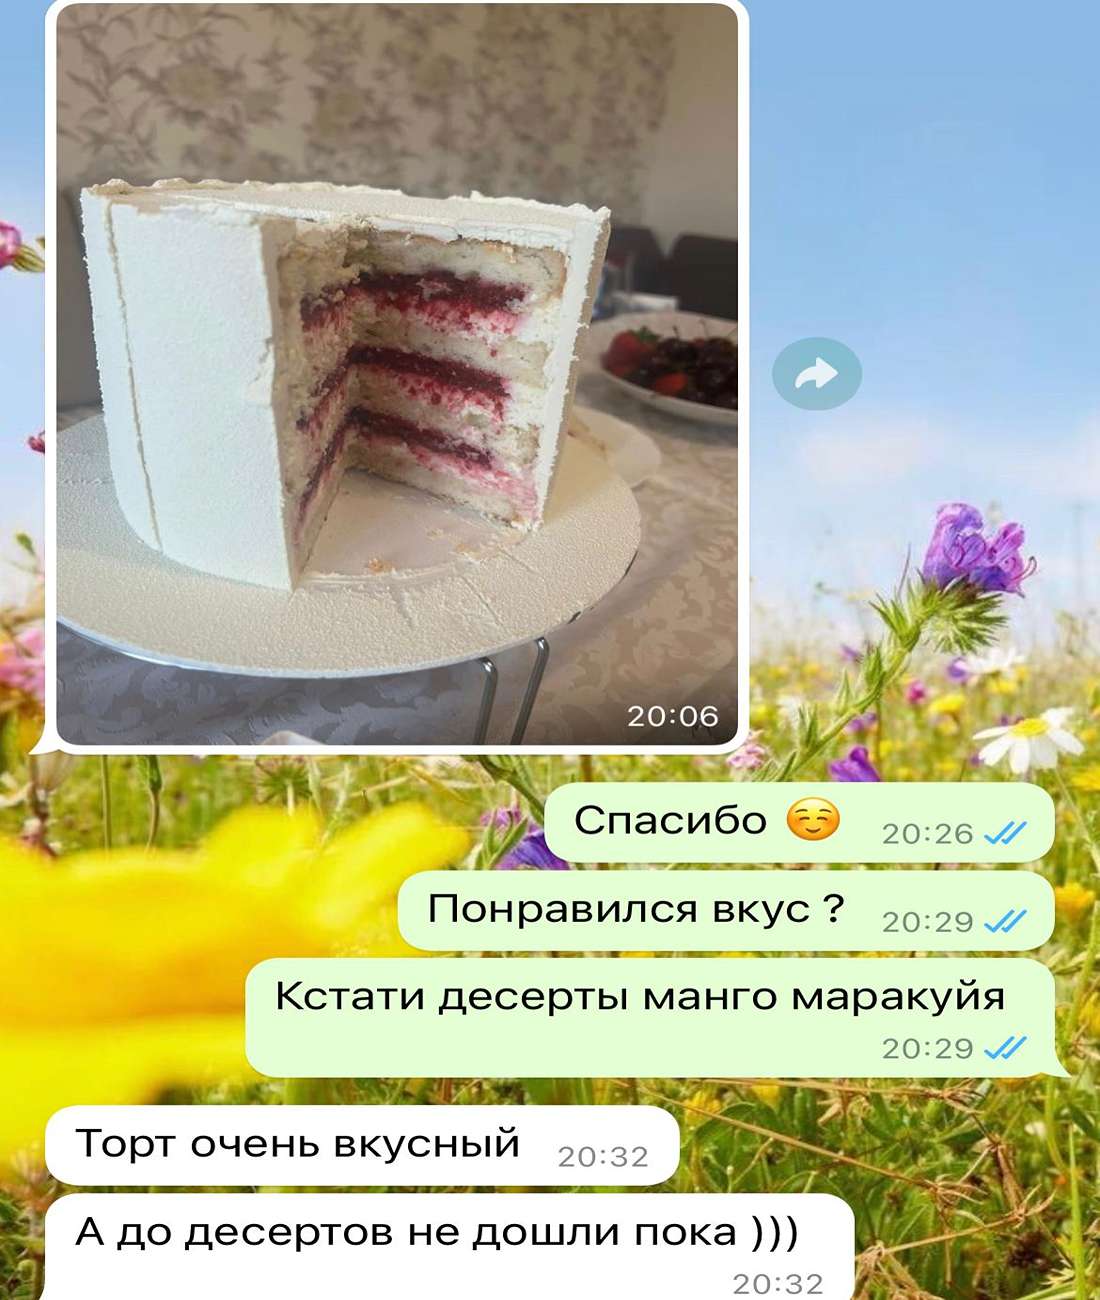 20:06
Спасибо ☺️ 20:26
Понравился вкус ? 20:29
Кстати десерты манго маракуйя
20:29
Торт очень вкусный 20:32
А до десертов не дошли пока )))
20:32